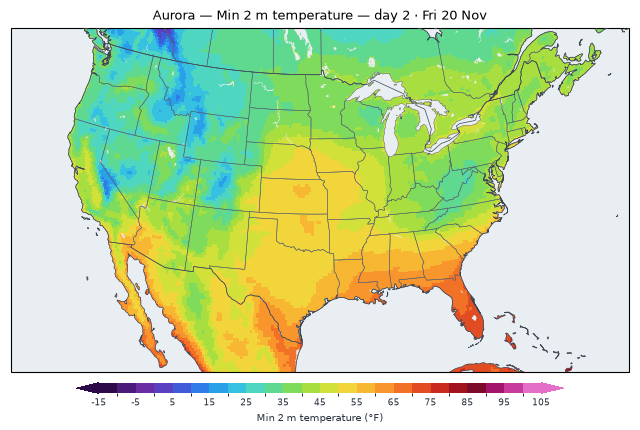 Aurora — Min 2 m temperature — day 2 · Fri 20 Nov
-15 -5 5 15 25 35 45 55 65 75 85 95 105
Min 2 m temperature (°F)